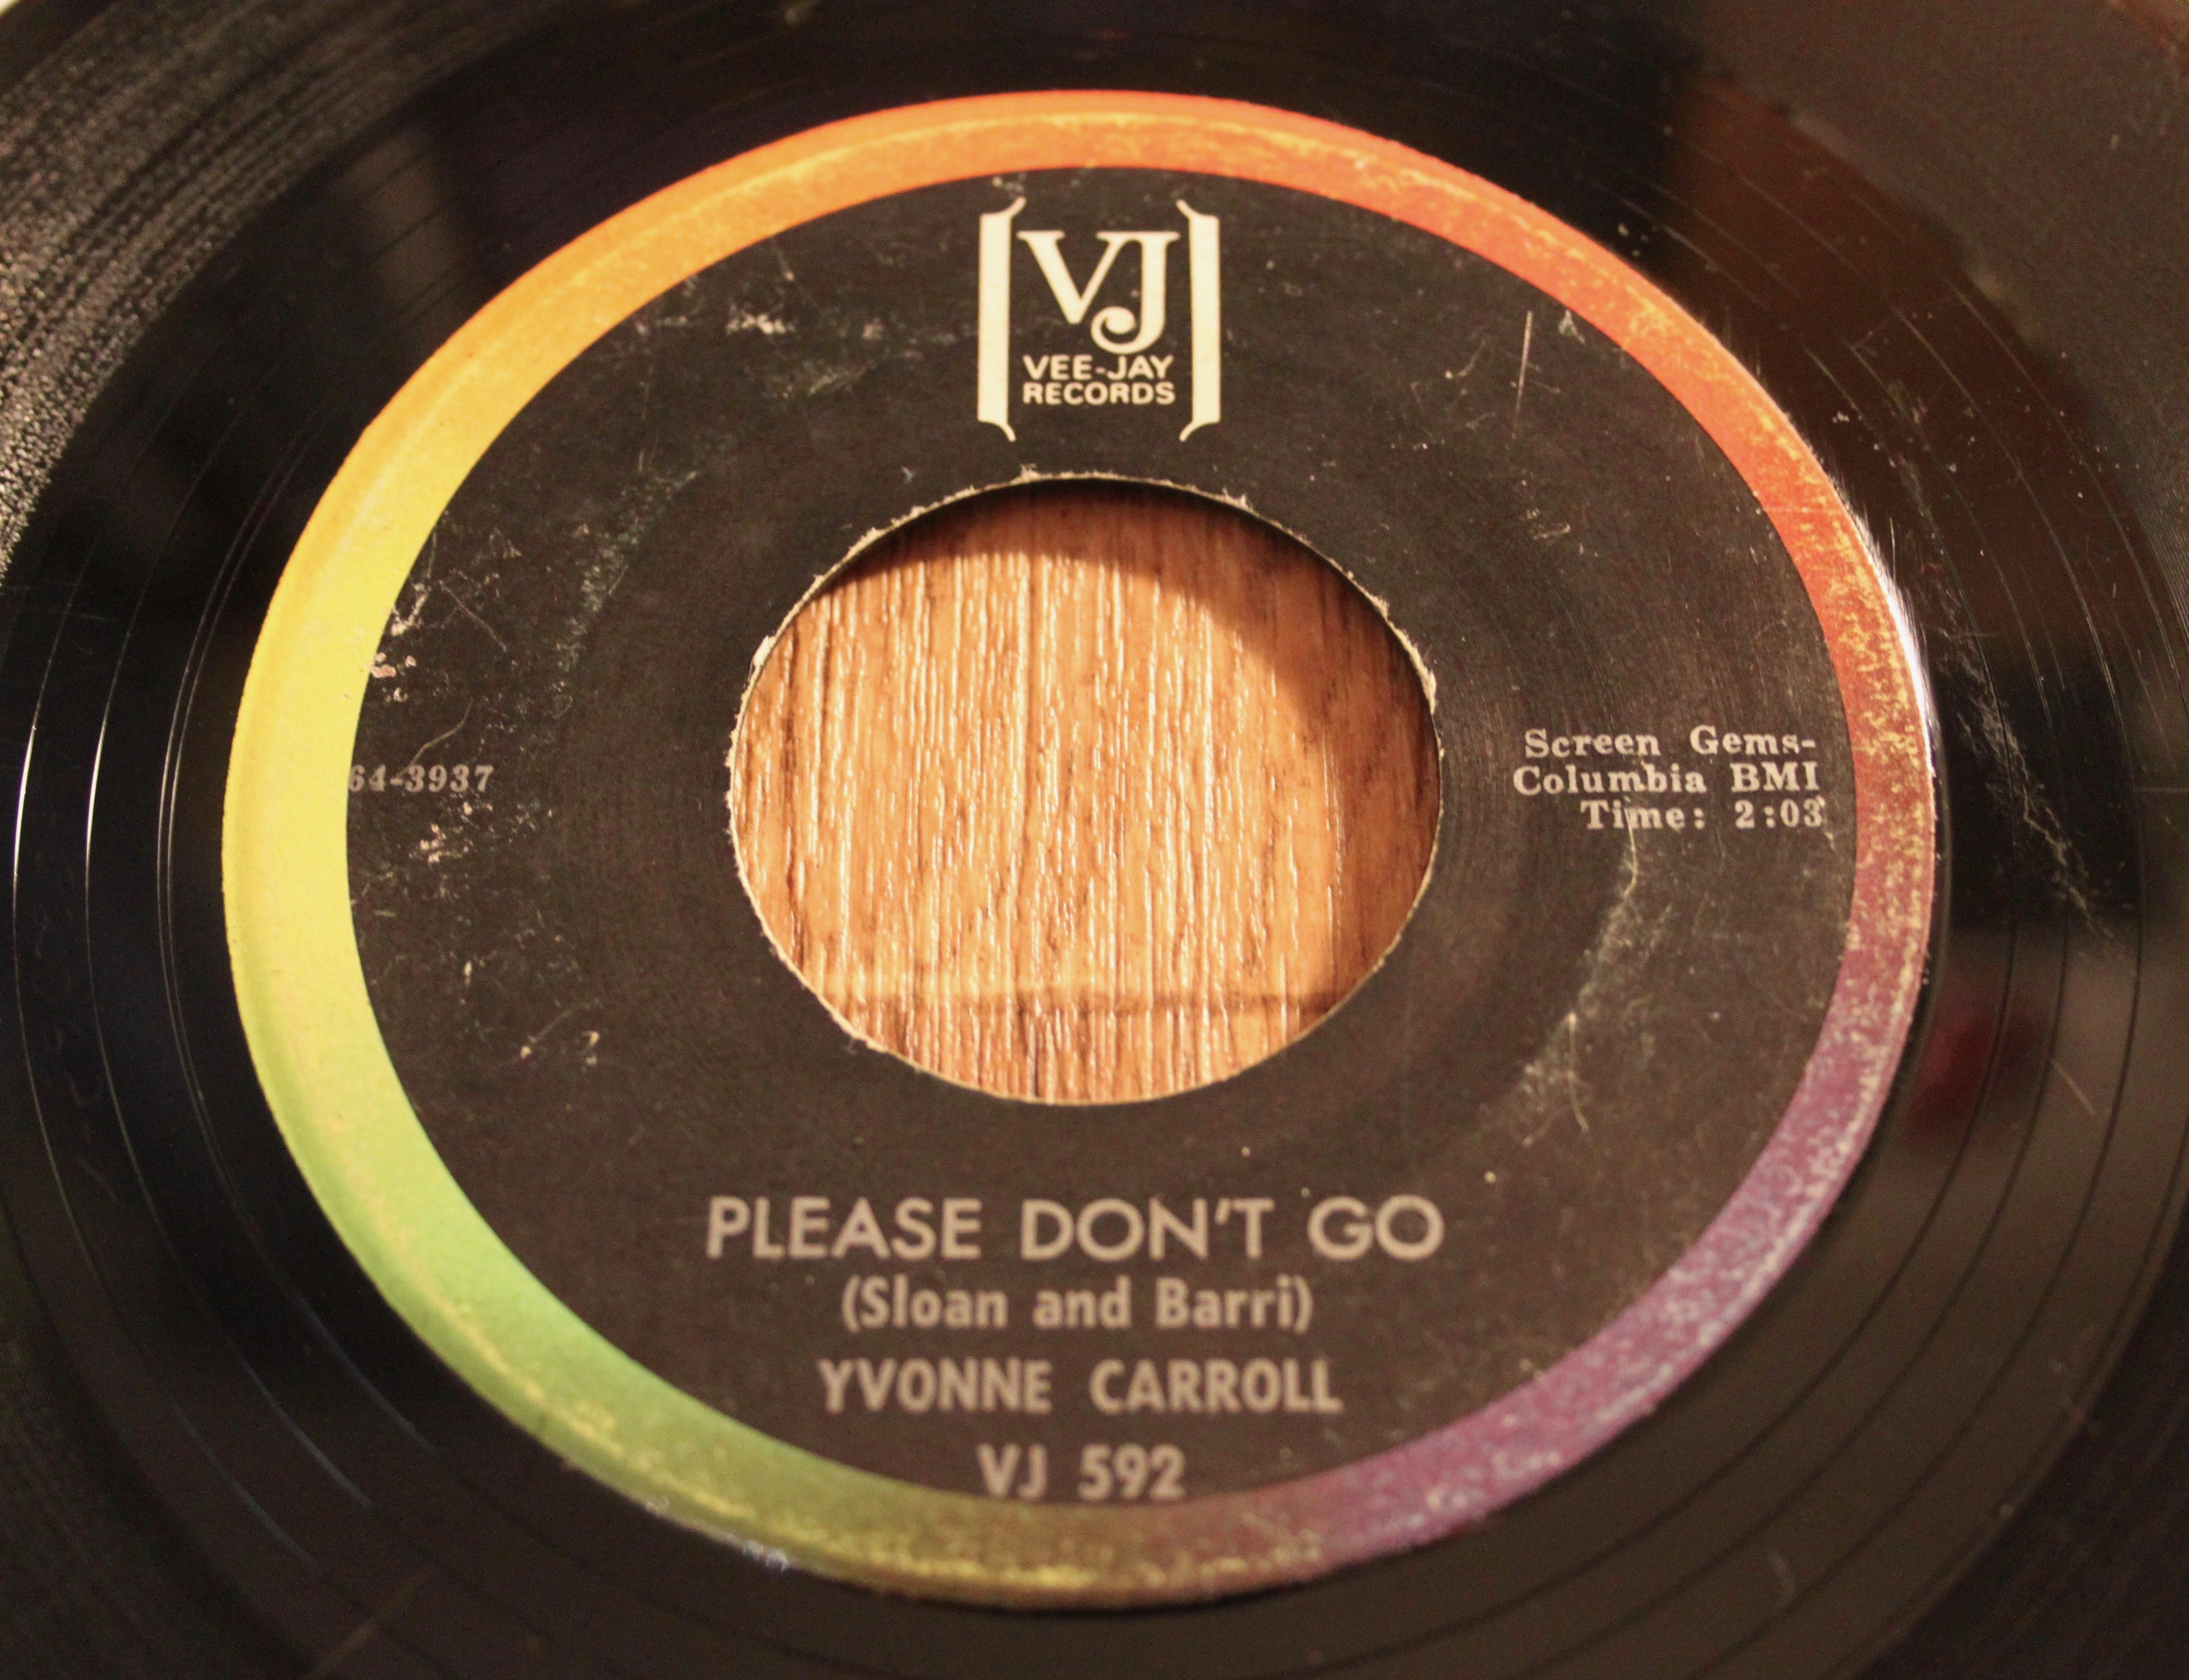 VJ
VEE-JAY
RECORDS
64-3937
Screen Gems-
Columbia BMI
Time: 2:03
PLEASE DON'T GO
(Sloan and Barri)
YVONNE CARROLL
VJ 592